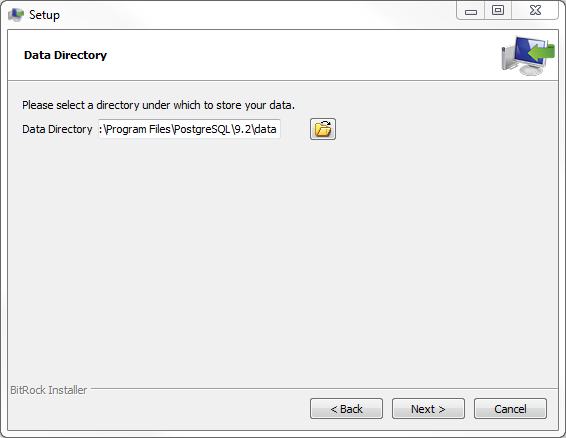 Setup
Data Directory
Please select a directory under which to store your data.
Data Directory :\Program Files\PostgreSQL\9.2\data
BitRock Installer
< Back Next > Cancel